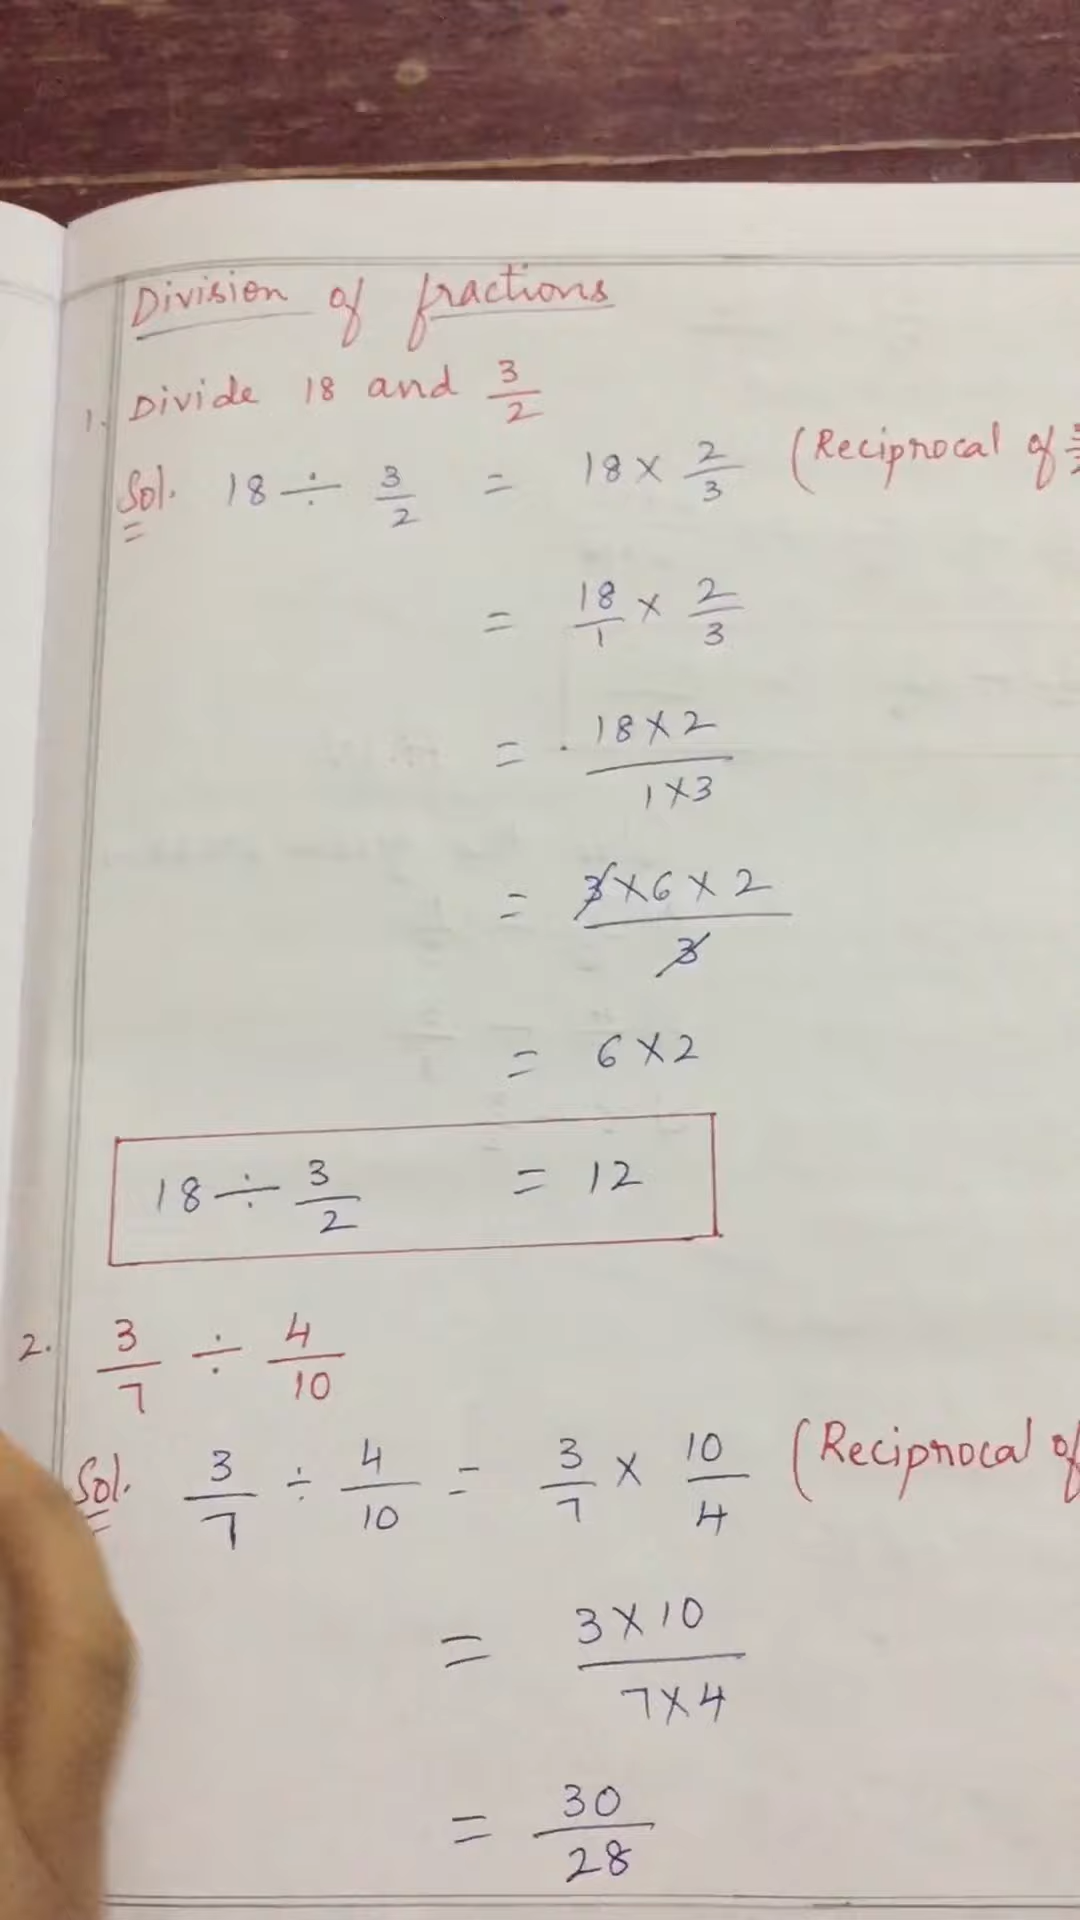 Division of fractions
1. Divide 18 and 3/2
Sol. 18 ÷ 3/2 = 18 × 2/3 (Reciprocal of 3/2
= 18/1 × 2/3
= 18×2/1×3
= 3×6×2/3
= 6×2
18 ÷ 3/2 = 12
2. 3/7 ÷ 4/10
Sol. 3/7 ÷ 4/10 = 3/7 × 10/4 (Reciprocal of
= 3×10/7×4
= 30/28